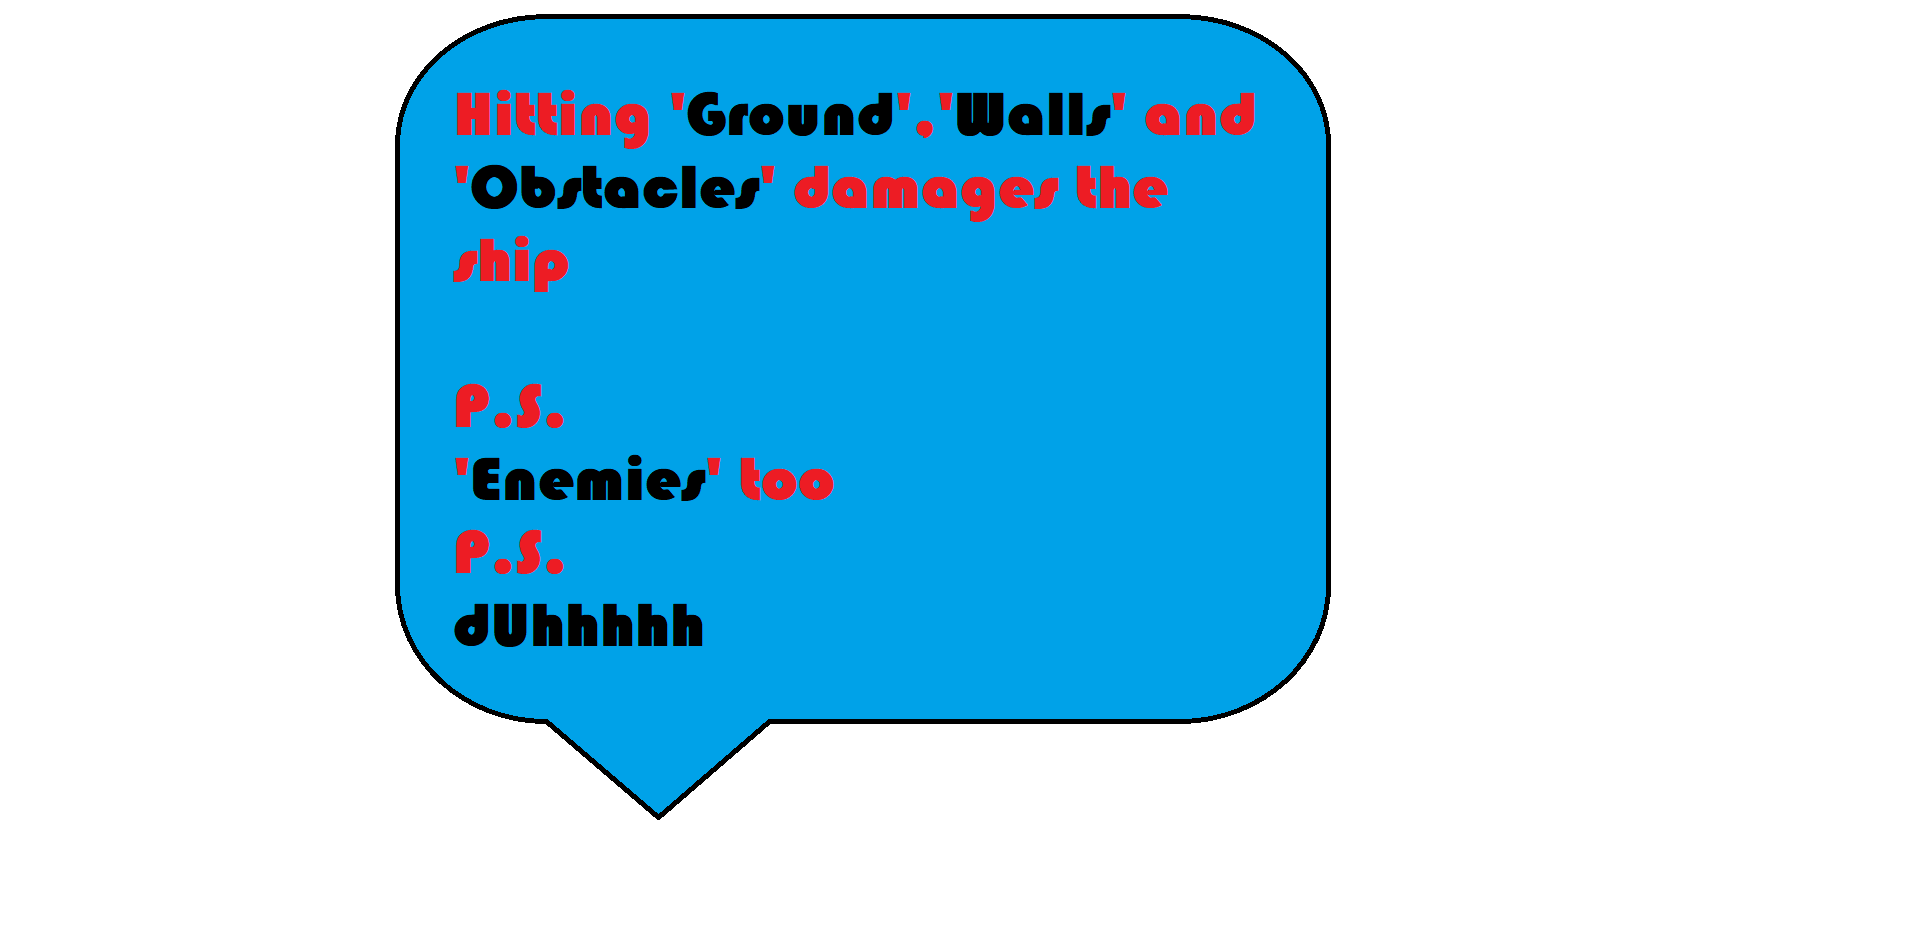 Hitting 'Ground'.'Walls' and
'Obstacles' damages the
ship
P.S.
'Enemies' too
P.S.
dUhhhhh